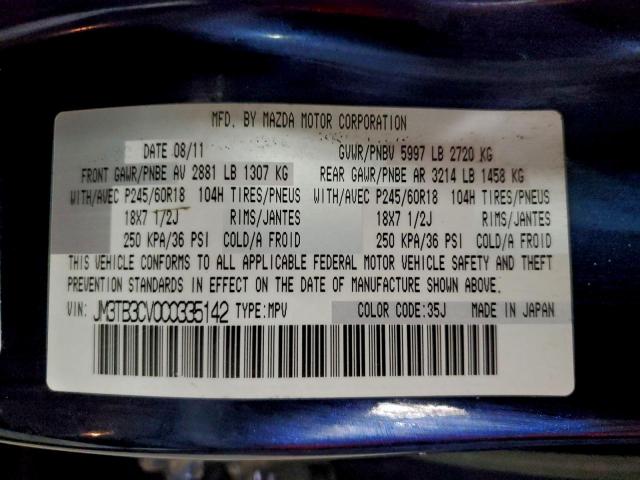 MFD. BY MAZDA MOTOR CORPORATION
DATE 08/11 GVWR/PNBV 5997 LB 2720 KG
FRONT GAWR/PNBE AV 2881 LB 1307 KG REAR GAWR/PNBE AR 3214 LB 1458 KG
WITH/AVEC P245/60R18 104H TIRES/PNEUS WITH/AVEC P245/60R18 104H TIRES/PNEUS
18X7 1/2J RIMS/JANTES 18X7 1/2J RIMS/JANTES
250 KPA/36 PSI COLD/A FROID 250 KPA/36 PSI COLD/A FROID
THIS VEHICLE CONFORMS TO ALL APPLICABLE FEDERAL MOTOR VEHICLE SAFETY AND THEFT
PREVENTION STANDARDS IN EFFECT ON THE DATE OF MANUFACTURE SHOWN ABOVE.
VIN: JM3TB3CV0C0335142 TYPE:MPV COLOR CODE:35J MADE IN JAPAN